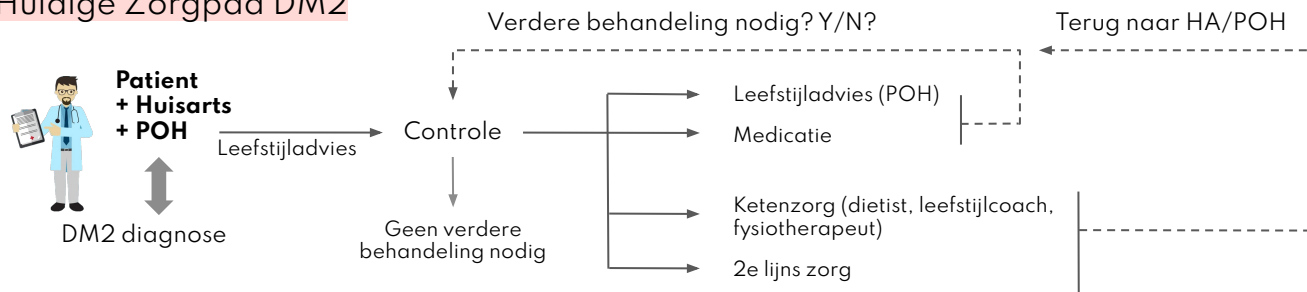 Huidige Zorgpad DM2
Verdere behandeling nodig? Y/N?
Terug naar HA/POH
Patient
+ Huisarts
+ POH
Leefstijladvies
DM2 diagnose
Controle
Geen verdere
behandeling nodig
Leefstijladvies (POH)
Medicatie
Ketenzorg (dietist, leefstijlcoach,
fysiotherapeut)
2e lijns zorg